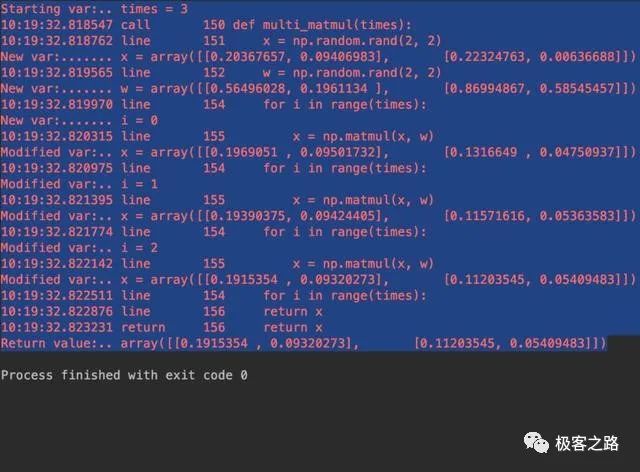 Starting var:.. times = 3
10:19:32.818547 call       150 def multi_matmul(times):
10:19:32.818762 line       151     x = np.random.rand(2, 2)
New var:....... x = array([[0.20367657, 0.09406983],       [0.22324763, 0.00636688]])
10:19:32.819565 line       152     w = np.random.rand(2, 2)
New var:....... w = array([[0.56496028, 0.1961134 ],       [0.86994867, 0.58545457]])
10:19:32.819970 line       154     for i in range(times):
New var:....... i = 0
10:19:32.820315 line       155         x = np.matmul(x, w)
Modified var:.. x = array([[0.1969051 , 0.09501732],       [0.1316649 , 0.04750937]])
10:19:32.820975 line       154     for i in range(times):
Modified var:.. i = 1
10:19:32.821395 line       155         x = np.matmul(x, w)
Modified var:.. x = array([[0.19390375, 0.09424405],       [0.11571616, 0.05363583]])
10:19:32.821774 line       154     for i in range(times):
Modified var:.. i = 2
10:19:32.822142 line       155         x = np.matmul(x, w)
Modified var:.. x = array([[0.1915354 , 0.09320273],       [0.11203545, 0.05409483]])
10:19:32.822511 line       154     for i in range(times):
10:19:32.822876 line       156     return x
10:19:32.823231 return     156     return x
Return value:.. array([[0.1915354 , 0.09320273],       [0.11203545, 0.05409483]])
Process finished with exit code 0
极客之路